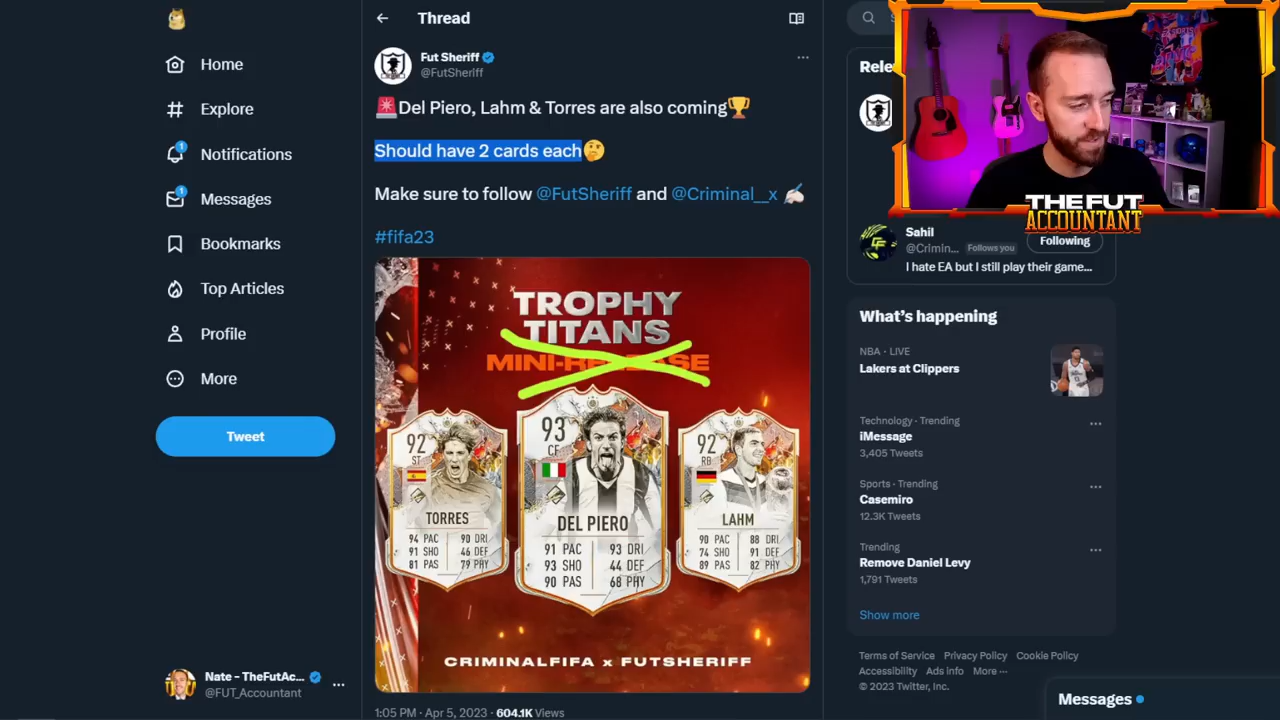 Thread
Home
Explore
Notifications
Messages
Bookmarks
Top Articles
Profile
More
Tweet
Nate - TheFutAc...
@FUT_Accountant
Fut Sheriff
@FutSheriff
🚨Del Piero, Lahm & Torres are also coming🏆
Should have 2 cards each🤔
Make sure to follow @FutSheriff and @Criminal__x ✍🏻
#fifa23
TROPHY
TITANS
MINI-RELEASE
92
ST
TORRES
94 PAC 90 DRI
91 SHO 46 DEF
81 PAS 79 PHY
93
CF
DEL PIERO
91 PAC 93 DRI
93 SHO 44 DEF
90 PAS 68 PHY
92
RB
LAHM
90 PAC 88 DRI
74 SHO 91 DEF
89 PAS 82 PHY
CRIMINALFIFA x FUTSHERIFF
1:05 PM · Apr 5, 2023 · 604.1K Views
THE FUT
ACCOUNTANT
Sahil
@Crimin... Follows you
Following
I hate EA but I still play their game...
What's happening
NBA · LIVE
Lakers at Clippers
Technology · Trending
iMessage
3,405 Tweets
Sports · Trending
Casemiro
12.3K Tweets
Trending
Remove Daniel Levy
1,791 Tweets
Show more
Terms of Service Privacy Policy Cookie Policy
Accessibility Ads info More ···
© 2023 Twitter, Inc.
Messages